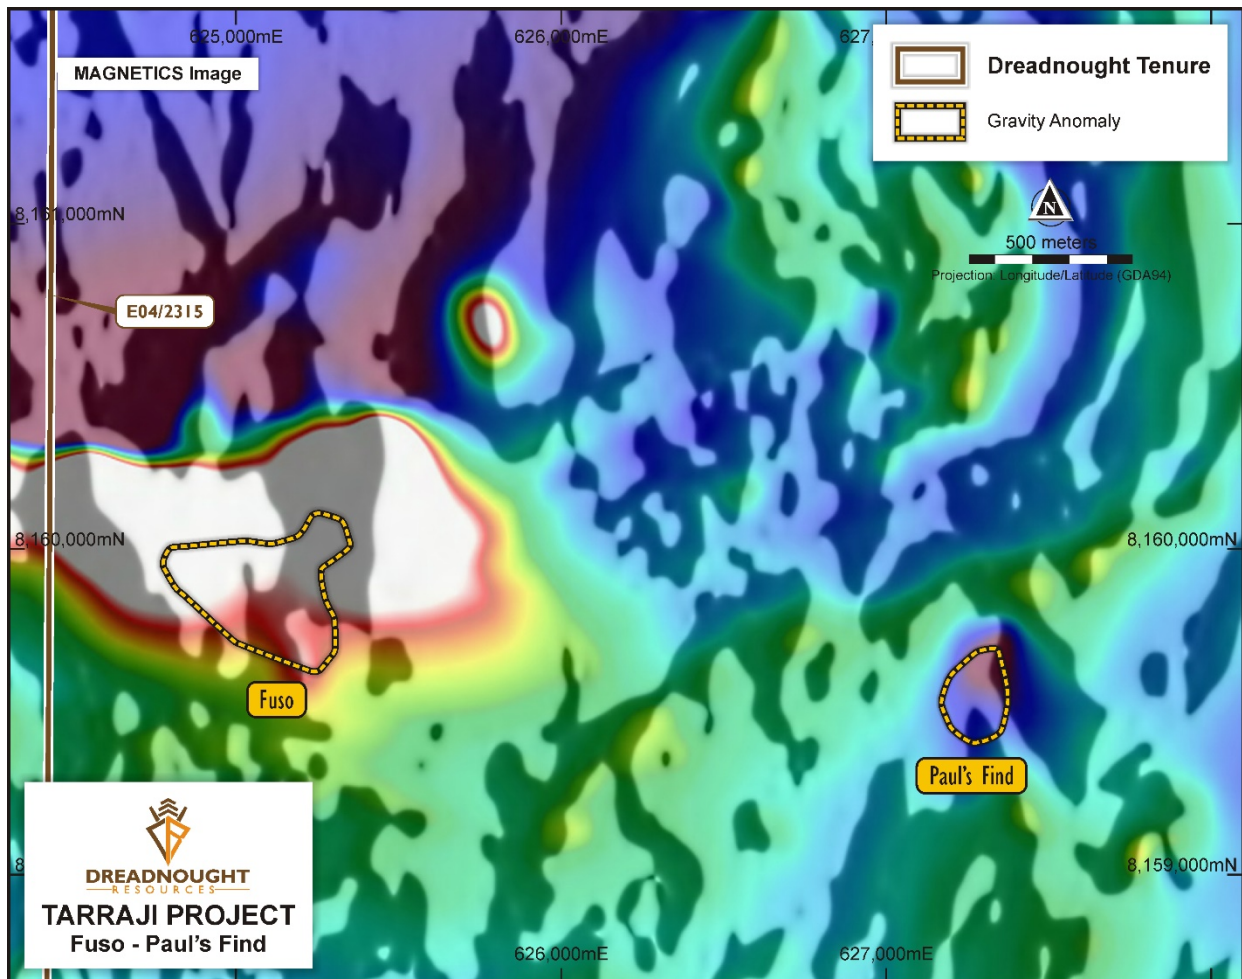 625,000mE
626,000mE
627,
MAGNETICS Image
Dreadnought Tenure
Gravity Anomaly
8,161,000mN
N
500 meters
Projection: Longitude/Latitude (GDA94)
E04/2315
8,160,000mN
8,160,000mN
Fuso
Paul's Find
8
8,159,000mN
DREADNOUGHT
RESOURCES
TARRAJI PROJECT
Fuso - Paul's Find
626,000mE
627,000mE